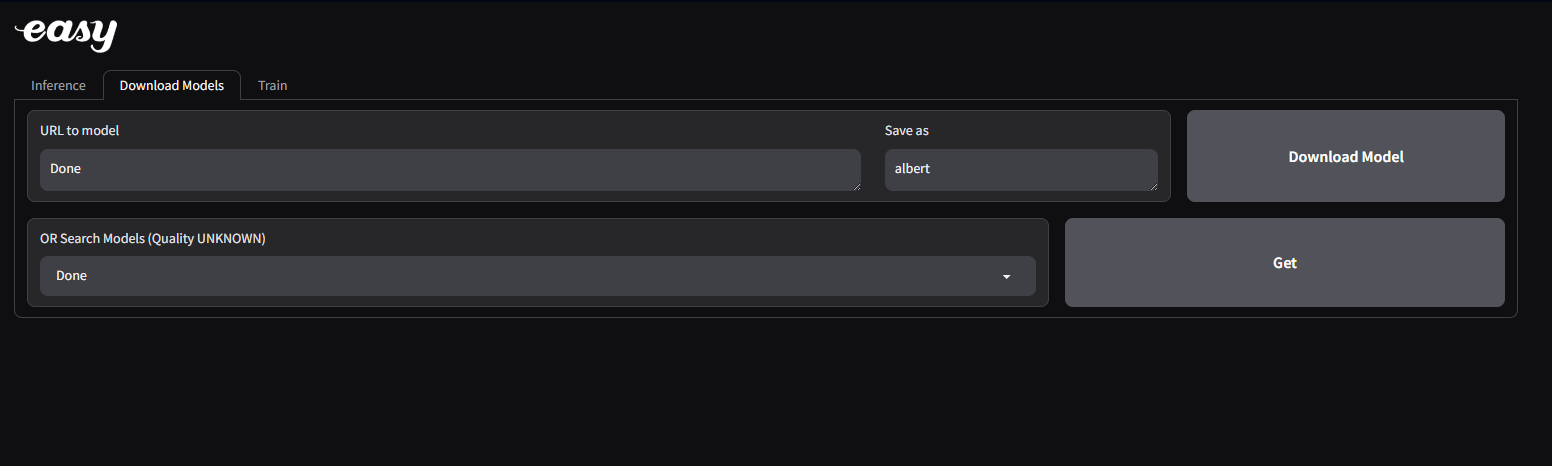 easy
Inference
Download Models
Train
URL to model
Save as
Done
albert
Download Model
OR Search Models (Quality UNKNOWN)
Done
Get